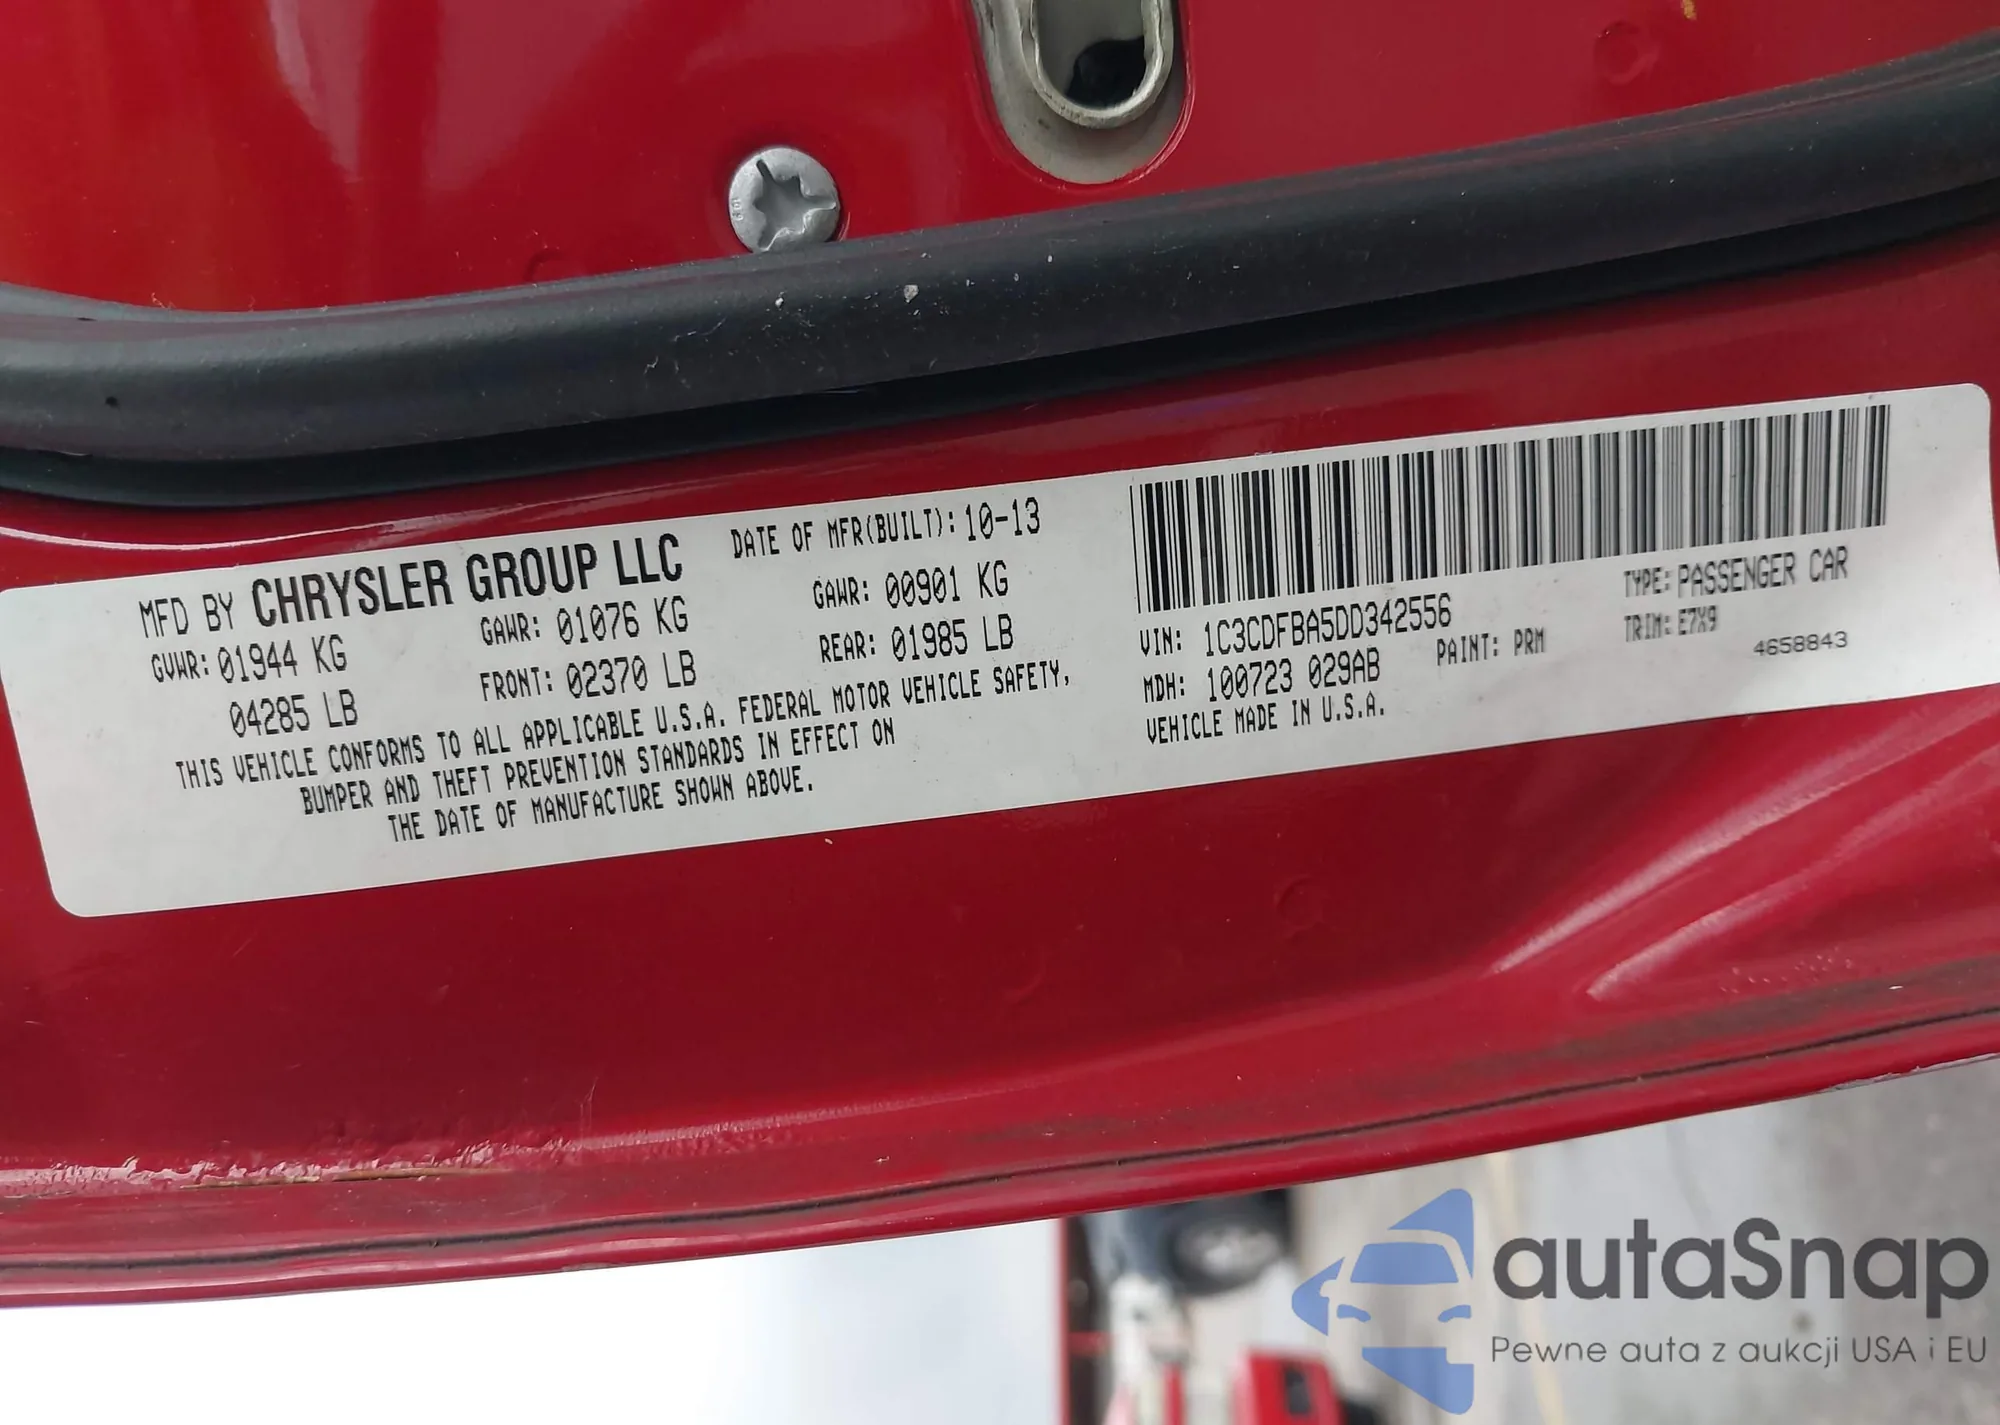 MFD BY CHRYSLER GROUP LLC DATE OF MFR(BUILT): 10-13
GVWR: 01944 KG GAWR: 01076 KG GAWR: 00901 KG
04285 LB FRONT: 02370 LB REAR: 01985 LB
THIS VEHICLE CONFORMS TO ALL APPLICABLE U.S.A. FEDERAL MOTOR VEHICLE SAFETY,
BUMPER AND THEFT PREVENTION STANDARDS IN EFFECT ON
THE DATE OF MANUFACTURE SHOWN ABOVE.
VIN: 1C3CDFBA5DD342556 TYPE: PASSENGER CAR
MDH: 100723 029AB PAINT: PRM TRIM: E7X9
VEHICLE MADE IN U.S.A. 4658843
autaSnap
Pewne auta z aukcji USA i EU